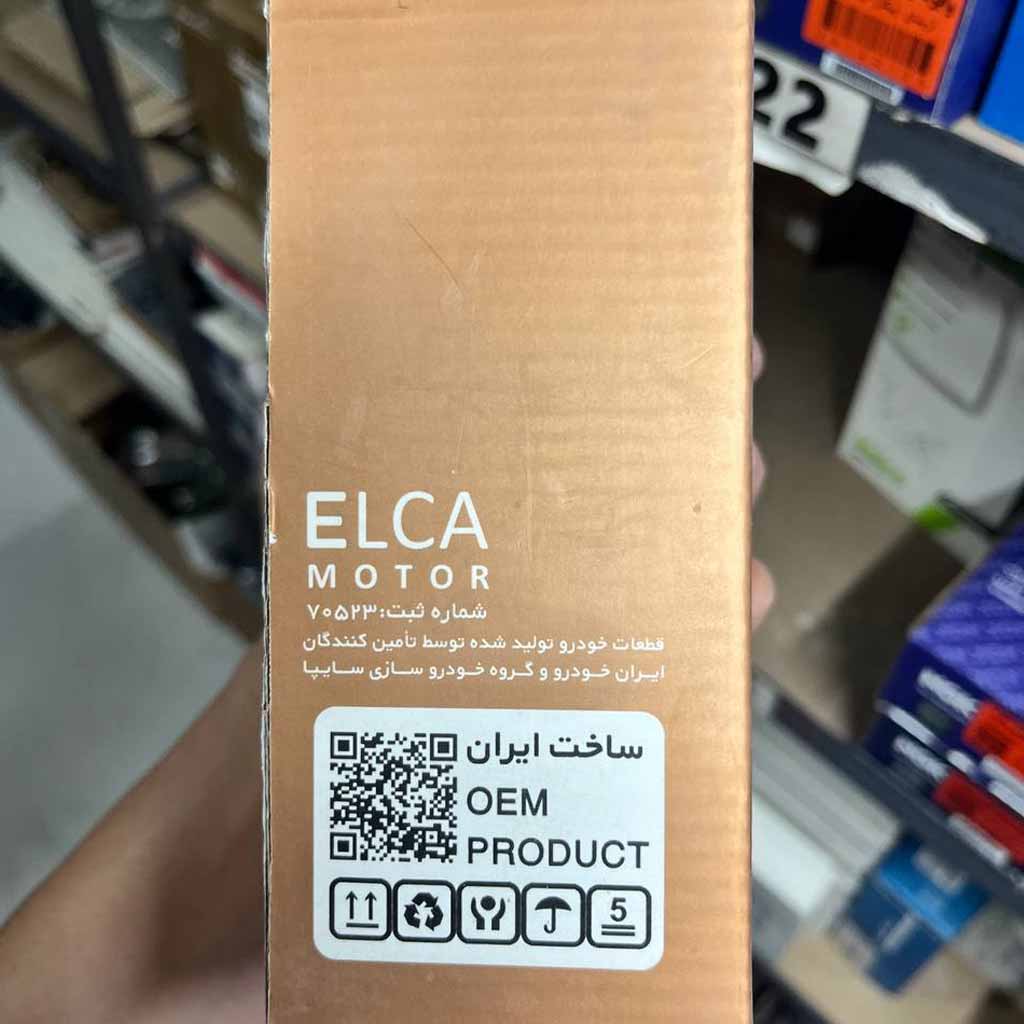 22
ELCA
MOTOR
شماره ثبت: ۷۰۵۲۳
قطعات خودرو تولید شده توسط تأمین کنندگان
ایران خودرو و گروه خودرو سازی سایپا
ساخت ایران
OEM
PRODUCT
5